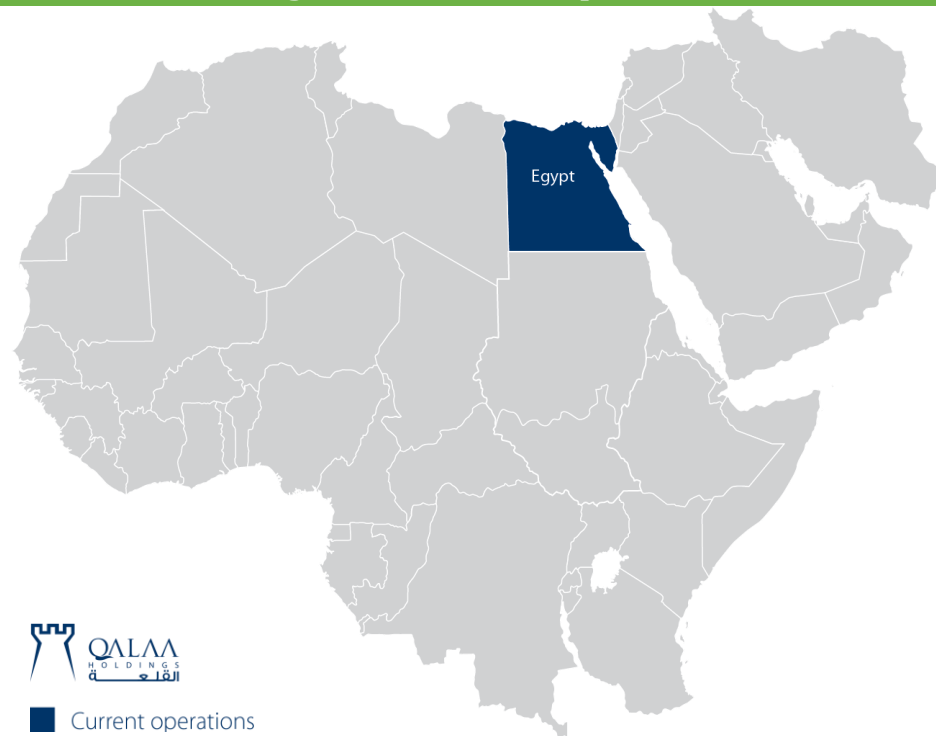 Egypt
QALAA
HOLDINGS
القلعة
Current operations